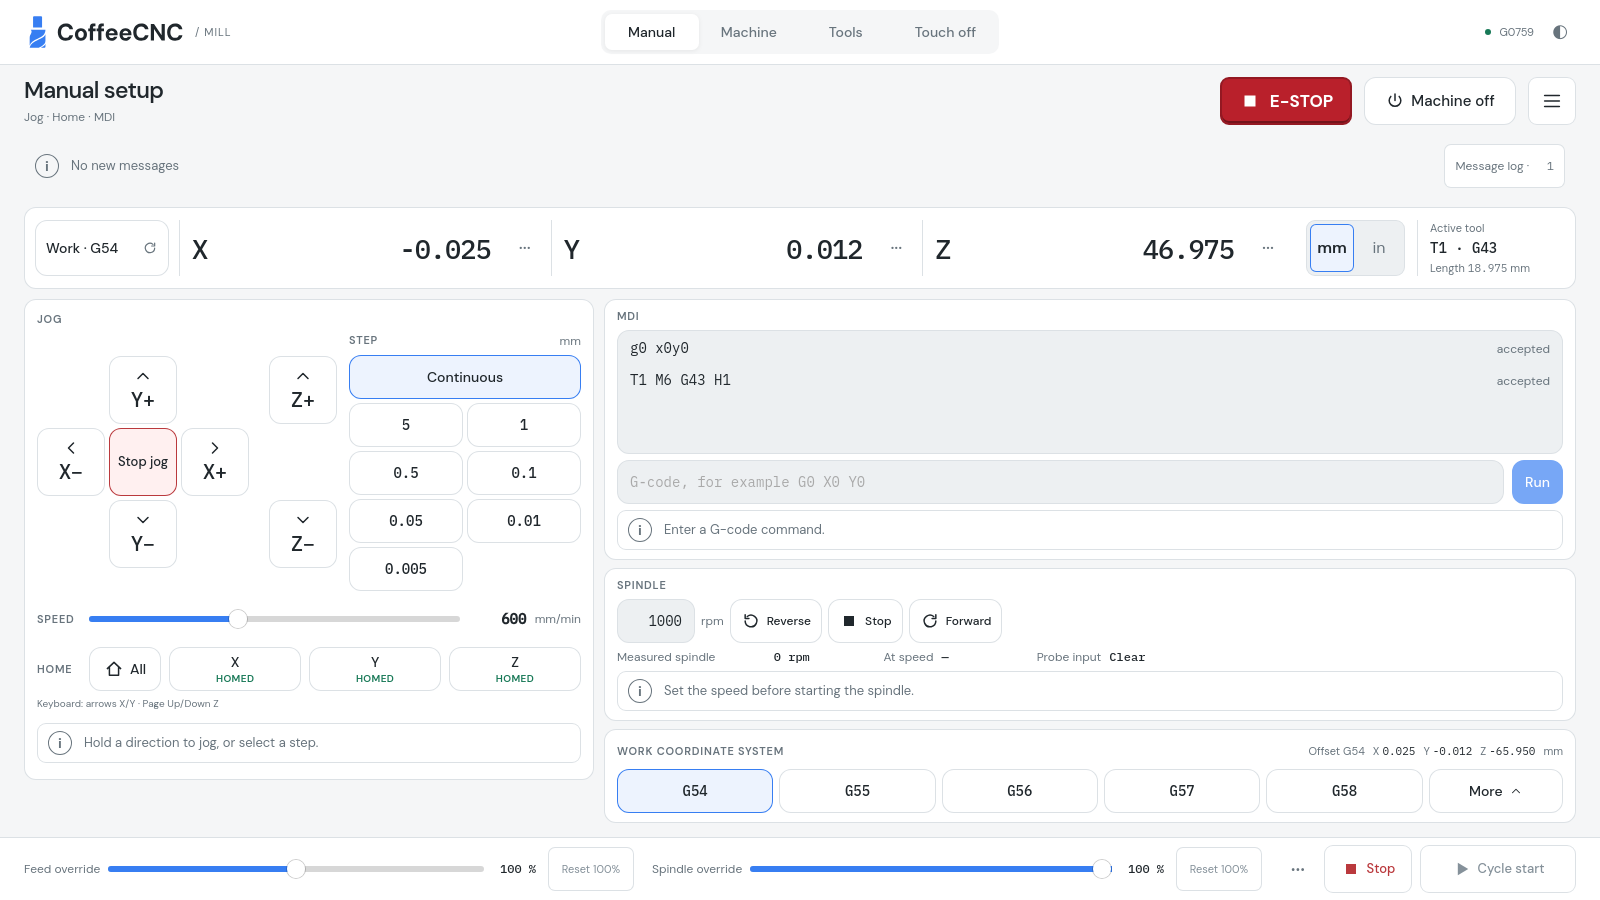 CoffeeCNC / MILL
Manual Machine Tools Touch off
G0759
Manual setup
Jog · Home · MDI
E-STOP
Machine off
No new messages
Message log · 1
Work · G54
X -0.025 ···
Y 0.012 ···
Z 46.975 ···
mm in
Active tool
T1 · G43
Length 18.975 mm
JOG
STEP mm
Continuous
5 1
0.5 0.1
0.05 0.01
0.005
Y+
Z+
X−
Stop jog
X+
Y−
Z−
SPEED 600 mm/min
HOME
All
X
HOMED
Y
HOMED
Z
HOMED
Keyboard: arrows X/Y · Page Up/Down Z
Hold a direction to jog, or select a step.
MDI
g0 x0y0 accepted
T1 M6 G43 H1 accepted
G-code, for example G0 X0 Y0
Run
Enter a G-code command.
SPINDLE
1000 rpm Reverse Stop Forward
Measured spindle 0 rpm At speed — Probe input Clear
Set the speed before starting the spindle.
WORK COORDINATE SYSTEM
Offset G54 X 0.025 Y -0.012 Z -65.950 mm
G54 G55 G56 G57 G58 More
Feed override 100 % Reset 100%
Spindle override 100 % Reset 100%
··· Stop Cycle start